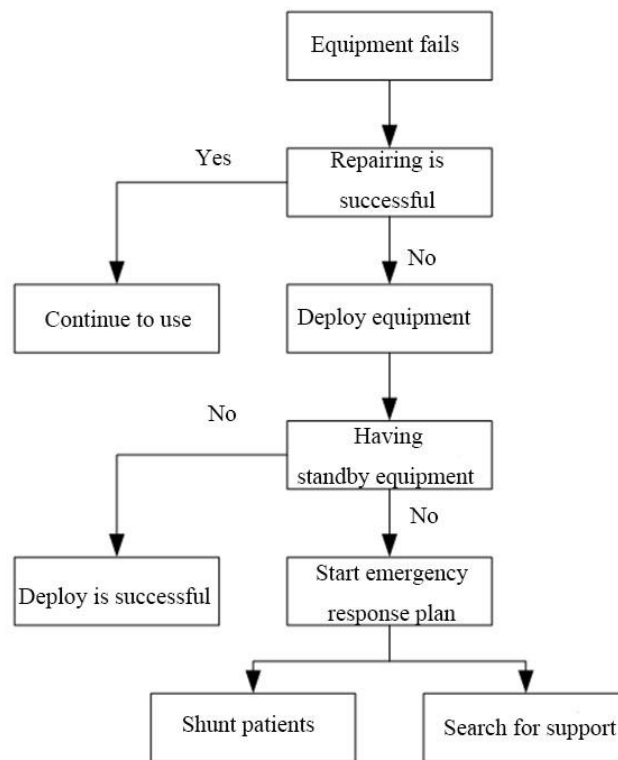 Equipment fails
Yes
Repairing is
successful
No
Continue to use
Deploy equipment
No
Having
standby equipment
No
Deploy is successful
Start emergency
response plan
Shunt patients
Search for support